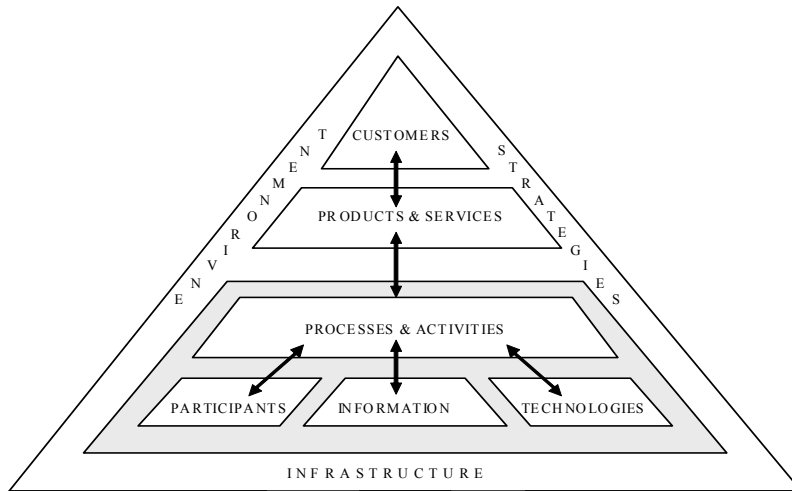 CUSTOMERS
ENVIRONMENT
STRATEGIES
PRODUCTS & SERVICES
PROCESSES & ACTIVITIES
PARTICIPANTS
INFORMATION
TECHNOLOGIES
INFRASTRUCTURE